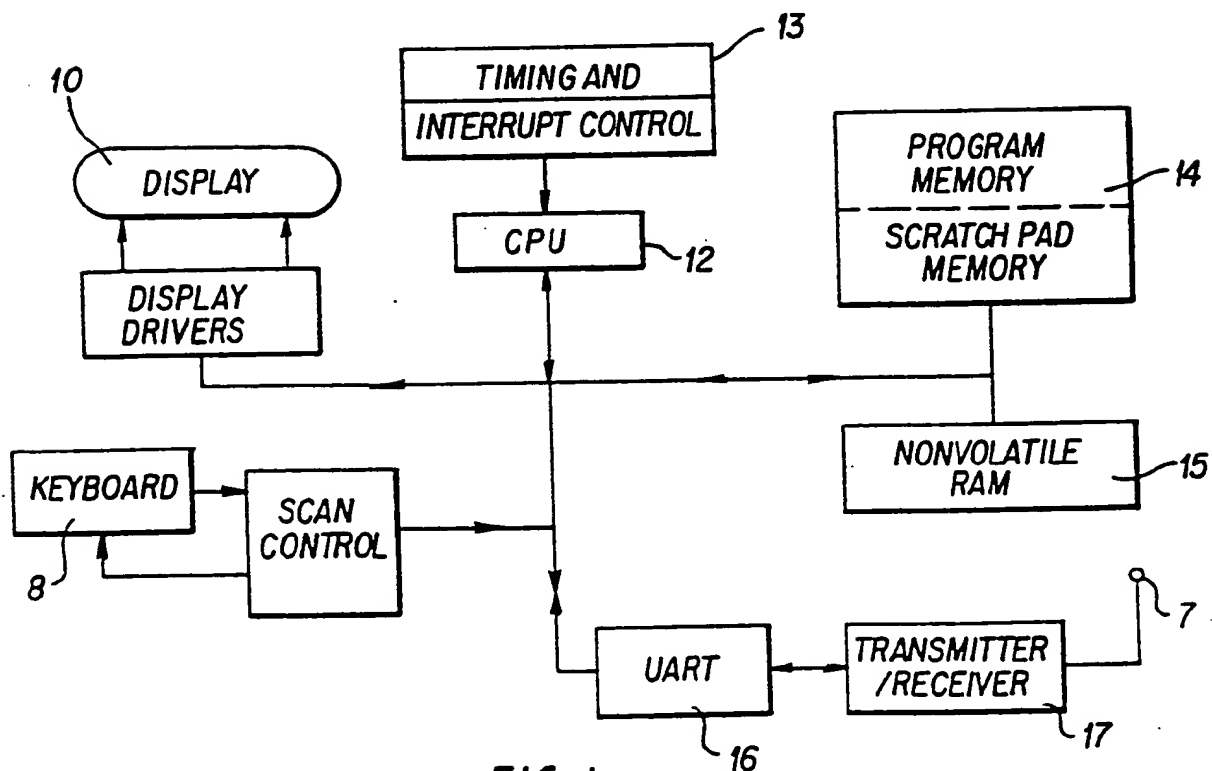 13
10
TIMING AND
INTERRUPT CONTROL
DISPLAY
PROGRAM
MEMORY
14
SCRATCH PAD
MEMORY
CPU
12
DISPLAY
DRIVERS
KEYBOARD
8
SCAN
CONTROL
NONVOLATILE
RAM
15
7
UART
16
TRANSMITTER
/RECEIVER
17